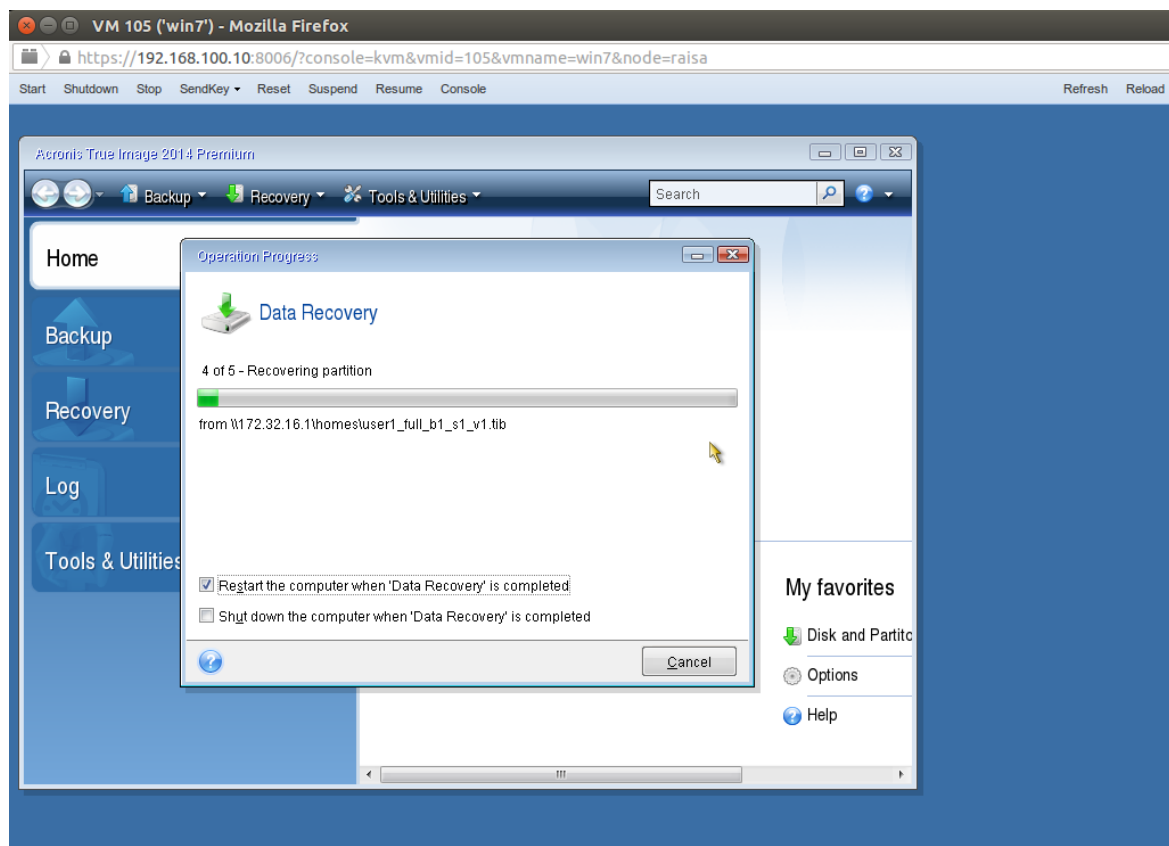 VM 105 ('win7') - Mozilla Firefox
https://192.168.100.10:8006/?console=kvm&vmid=105&vmname=win7&node=raisa
Start Shutdown Stop SendKey Reset Suspend Resume Console Refresh Reload
Acronis True Image 2014 Premium
Backup Recovery Tools & Utilities Search
Home
Operation Progress
Data Recovery
Backup
4 of 5 - Recovering partition
Recovery
from \\172.32.16.1\homes\user1_full_b1_s1_v1.tib
Log
Tools & Utilities
Restart the computer when 'Data Recovery' is completed
Shut down the computer when 'Data Recovery' is completed
Cancel
My favorites
Disk and Partitc
Options
Help